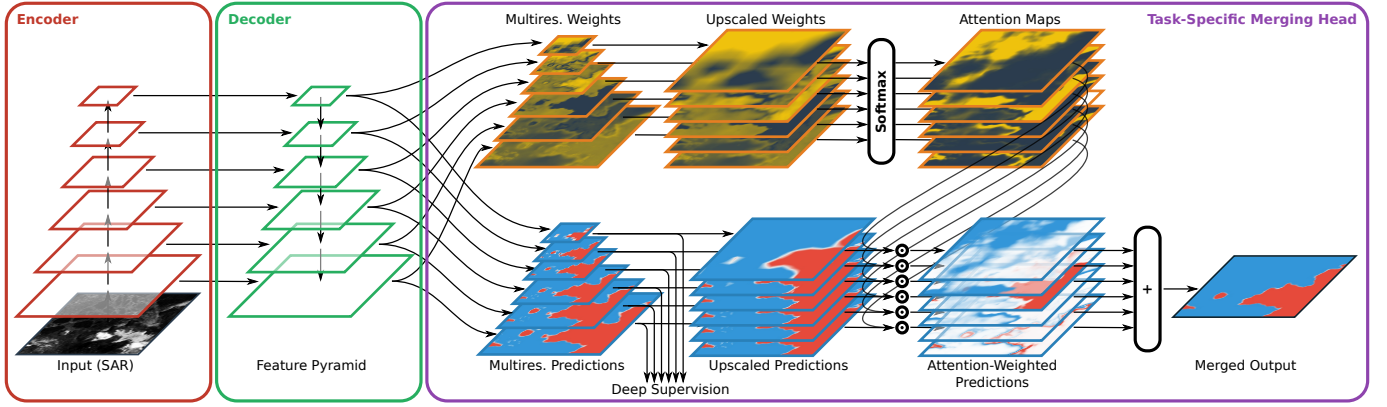 Encoder
Decoder
Task-Specific Merging Head
Multires. Weights
Upscaled Weights
Attention Maps
Softmax
+
Input (SAR)
Feature Pyramid
Multires. Predictions
Upscaled Predictions
Attention-Weighted
Predictions
Merged Output
Deep Supervision